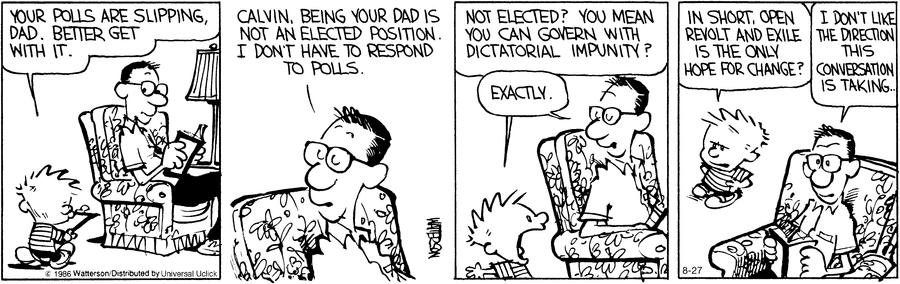 YOUR POLLS ARE SLIPPING,
DAD. BETTER GET
WITH IT.
© 1986 Watterson/Distributed by Universal Uclick
CALVIN, BEING YOUR DAD IS
NOT AN ELECTED POSITION.
I DON'T HAVE TO RESPOND
TO POLLS.
WATTERSON
NOT ELECTED? YOU MEAN
YOU CAN GOVERN WITH
DICTATORIAL IMPUNITY?
EXACTLY.
IN SHORT, OPEN
REVOLT AND EXILE
IS THE ONLY
HOPE FOR CHANGE?
I DON'T LIKE
THE DIRECTION
THIS
CONVERSATION
IS TAKING..
8-27